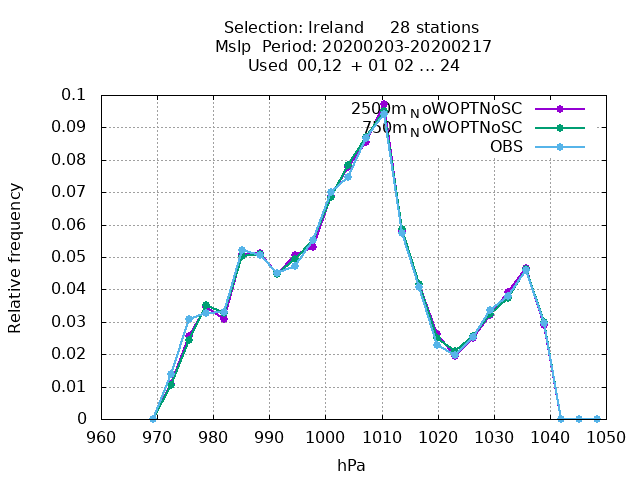 Selection: Ireland 28 stations
Mslp Period: 20200203-20200217
Used 00,12 + 01 02 ... 24
0.1
0.09
0.08
0.07
0.06
0.05
0.04
0.03
0.02
0.01
0
Relative frequency
2500m_NoWOPTNoSC
750m_NoWOPTNoSC
OBS
960 970 980 990 1000 1010 1020 1030 1040 1050
hPa